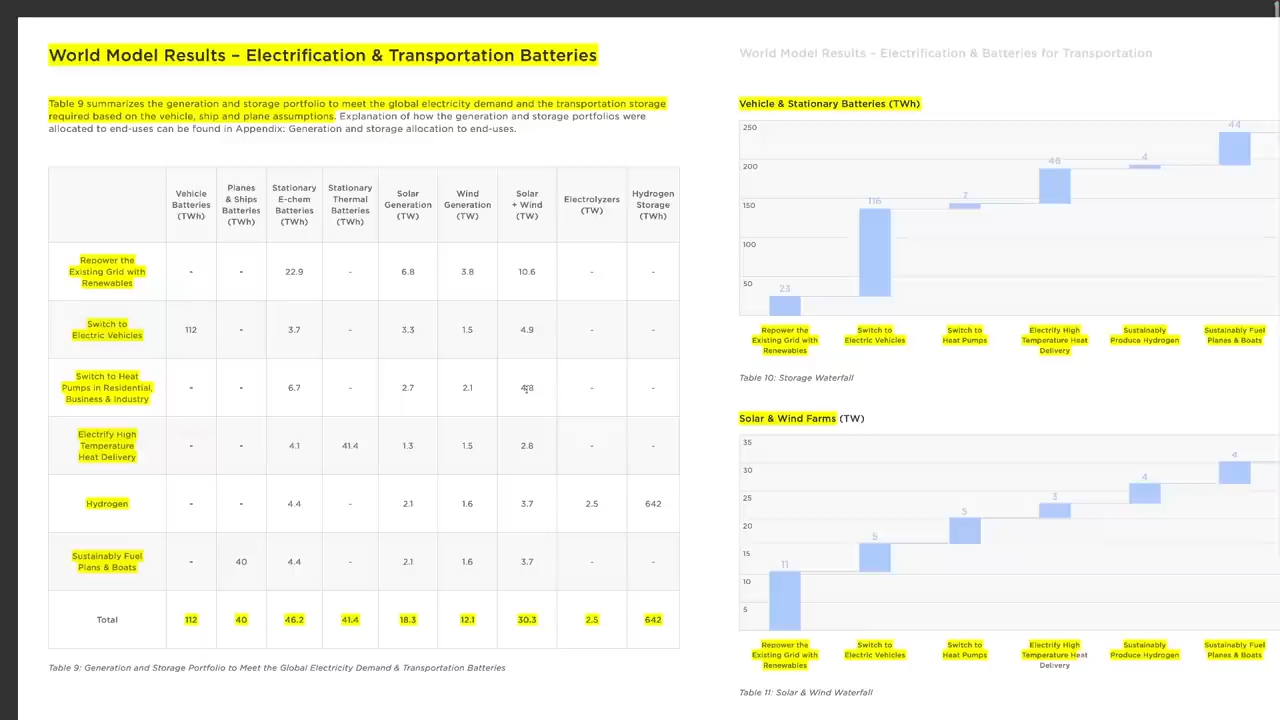 World Model Results – Electrification & Transportation Batteries
Table 9 summarizes the generation and storage portfolio to meet the global electricity demand and the transportation storage
required based on the vehicle, ship and plane assumptions. Explanation of how the generation and storage portfolios were
allocated to end-uses can be found in Appendix: Generation and storage allocation to end-uses.
Vehicle
Batteries
(TWh)
Planes
& Ships
Batteries
(TWh)
Stationary
E-chem
Batteries
(TWh)
Stationary
Thermal
Batteries
(TWh)
Solar
Generation
(TW)
Wind
Generation
(TW)
Solar
+ Wind
(TW)
Electrolyzers
(TW)
Hydrogen
Storage
(TWh)
Repower the
Existing Grid with
Renewables
- - 22.9 - 6.8 3.8 10.6 - -
Switch to
Electric Vehicles
112 - 3.7 - 3.3 1.5 4.9 - -
Switch to Heat
Pumps in Residential,
Business & Industry
- - 6.7 - 2.7 2.1 4.8 - -
Electrify High
Temperature
Heat Delivery
- - 4.1 41.4 1.3 1.5 2.8 - -
Hydrogen
- - 4.4 - 2.1 1.6 3.7 2.5 642
Sustainably Fuel
Plans & Boats
- 40 4.4 - 2.1 1.6 3.7 - -
Total 112 40 46.2 41.4 18.3 12.1 30.3 2.5 642
Table 9: Generation and Storage Portfolio to Meet the Global Electricity Demand & Transportation Batteries
World Model Results – Electrification & Batteries for Transportation
Vehicle & Stationary Batteries (TWh)
250
200
150
100
50
23
116
7
46
4
44
Repower the
Existing Grid with
Renewables
Switch to
Electric Vehicles
Switch to
Heat Pumps
Electrify High
Temperature Heat
Delivery
Sustainably
Produce Hydrogen
Sustainably Fuel
Planes & Boats
Table 10: Storage Waterfall
Solar & Wind Farms (TW)
35
30
25
20
15
10
5
11
5
5
3
4
4
Repower the
Existing Grid with
Renewables
Switch to
Electric Vehicles
Switch to
Heat Pumps
Electrify High
Temperature Heat
Delivery
Sustainably
Produce Hydrogen
Sustainably Fuel
Planes & Boats
Table 11: Solar & Wind Waterfall